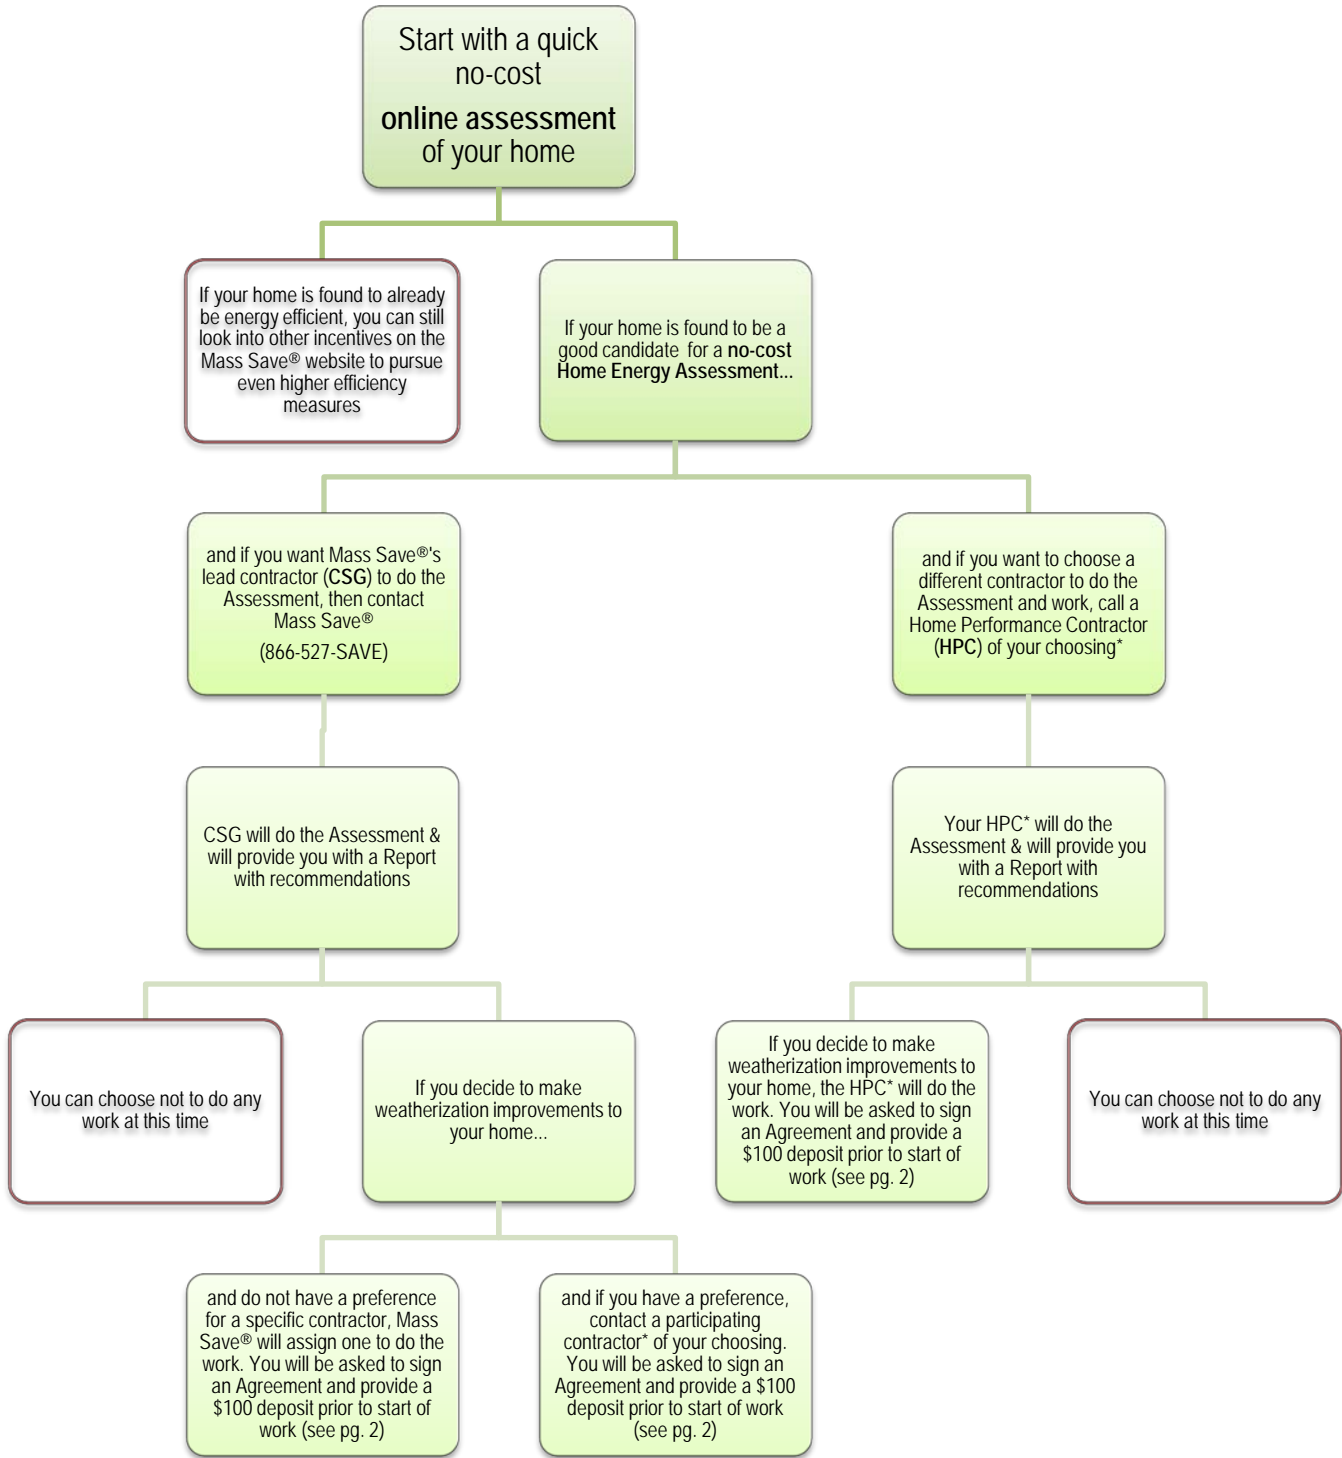 Start with a quick
no-cost
online assessment
of your home
If your home is found to already
be energy efficient, you can still
look into other incentives on the
Mass Save® website to pursue
even higher efficiency
measures
If your home is found to be a
good candidate for a no-cost
Home Energy Assessment...
and if you want Mass Save®'s
lead contractor (CSG) to do the
Assessment, then contact
Mass Save®
(866-527-SAVE)
and if you want to choose a
different contractor to do the
Assessment and work, call a
Home Performance Contractor
(HPC) of your choosing*
CSG will do the Assessment &
will provide you with a Report
with recommendations
Your HPC* will do the
Assessment & will provide you
with a Report with
recommendations
You can choose not to do any
work at this time
If you decide to make
weatherization improvements to
your home...
If you decide to make
weatherization improvements to
your home, the HPC* will do the
work. You will be asked to sign
an Agreement and provide a
$100 deposit prior to start of
work (see pg. 2)
You can choose not to do any
work at this time
and do not have a preference
for a specific contractor, Mass
Save® will assign one to do the
work. You will be asked to sign
an Agreement and provide a
$100 deposit prior to start of
work (see pg. 2)
and if you have a preference,
contact a participating
contractor* of your choosing.
You will be asked to sign an
Agreement and provide a $100
deposit prior to start of work
(see pg. 2)